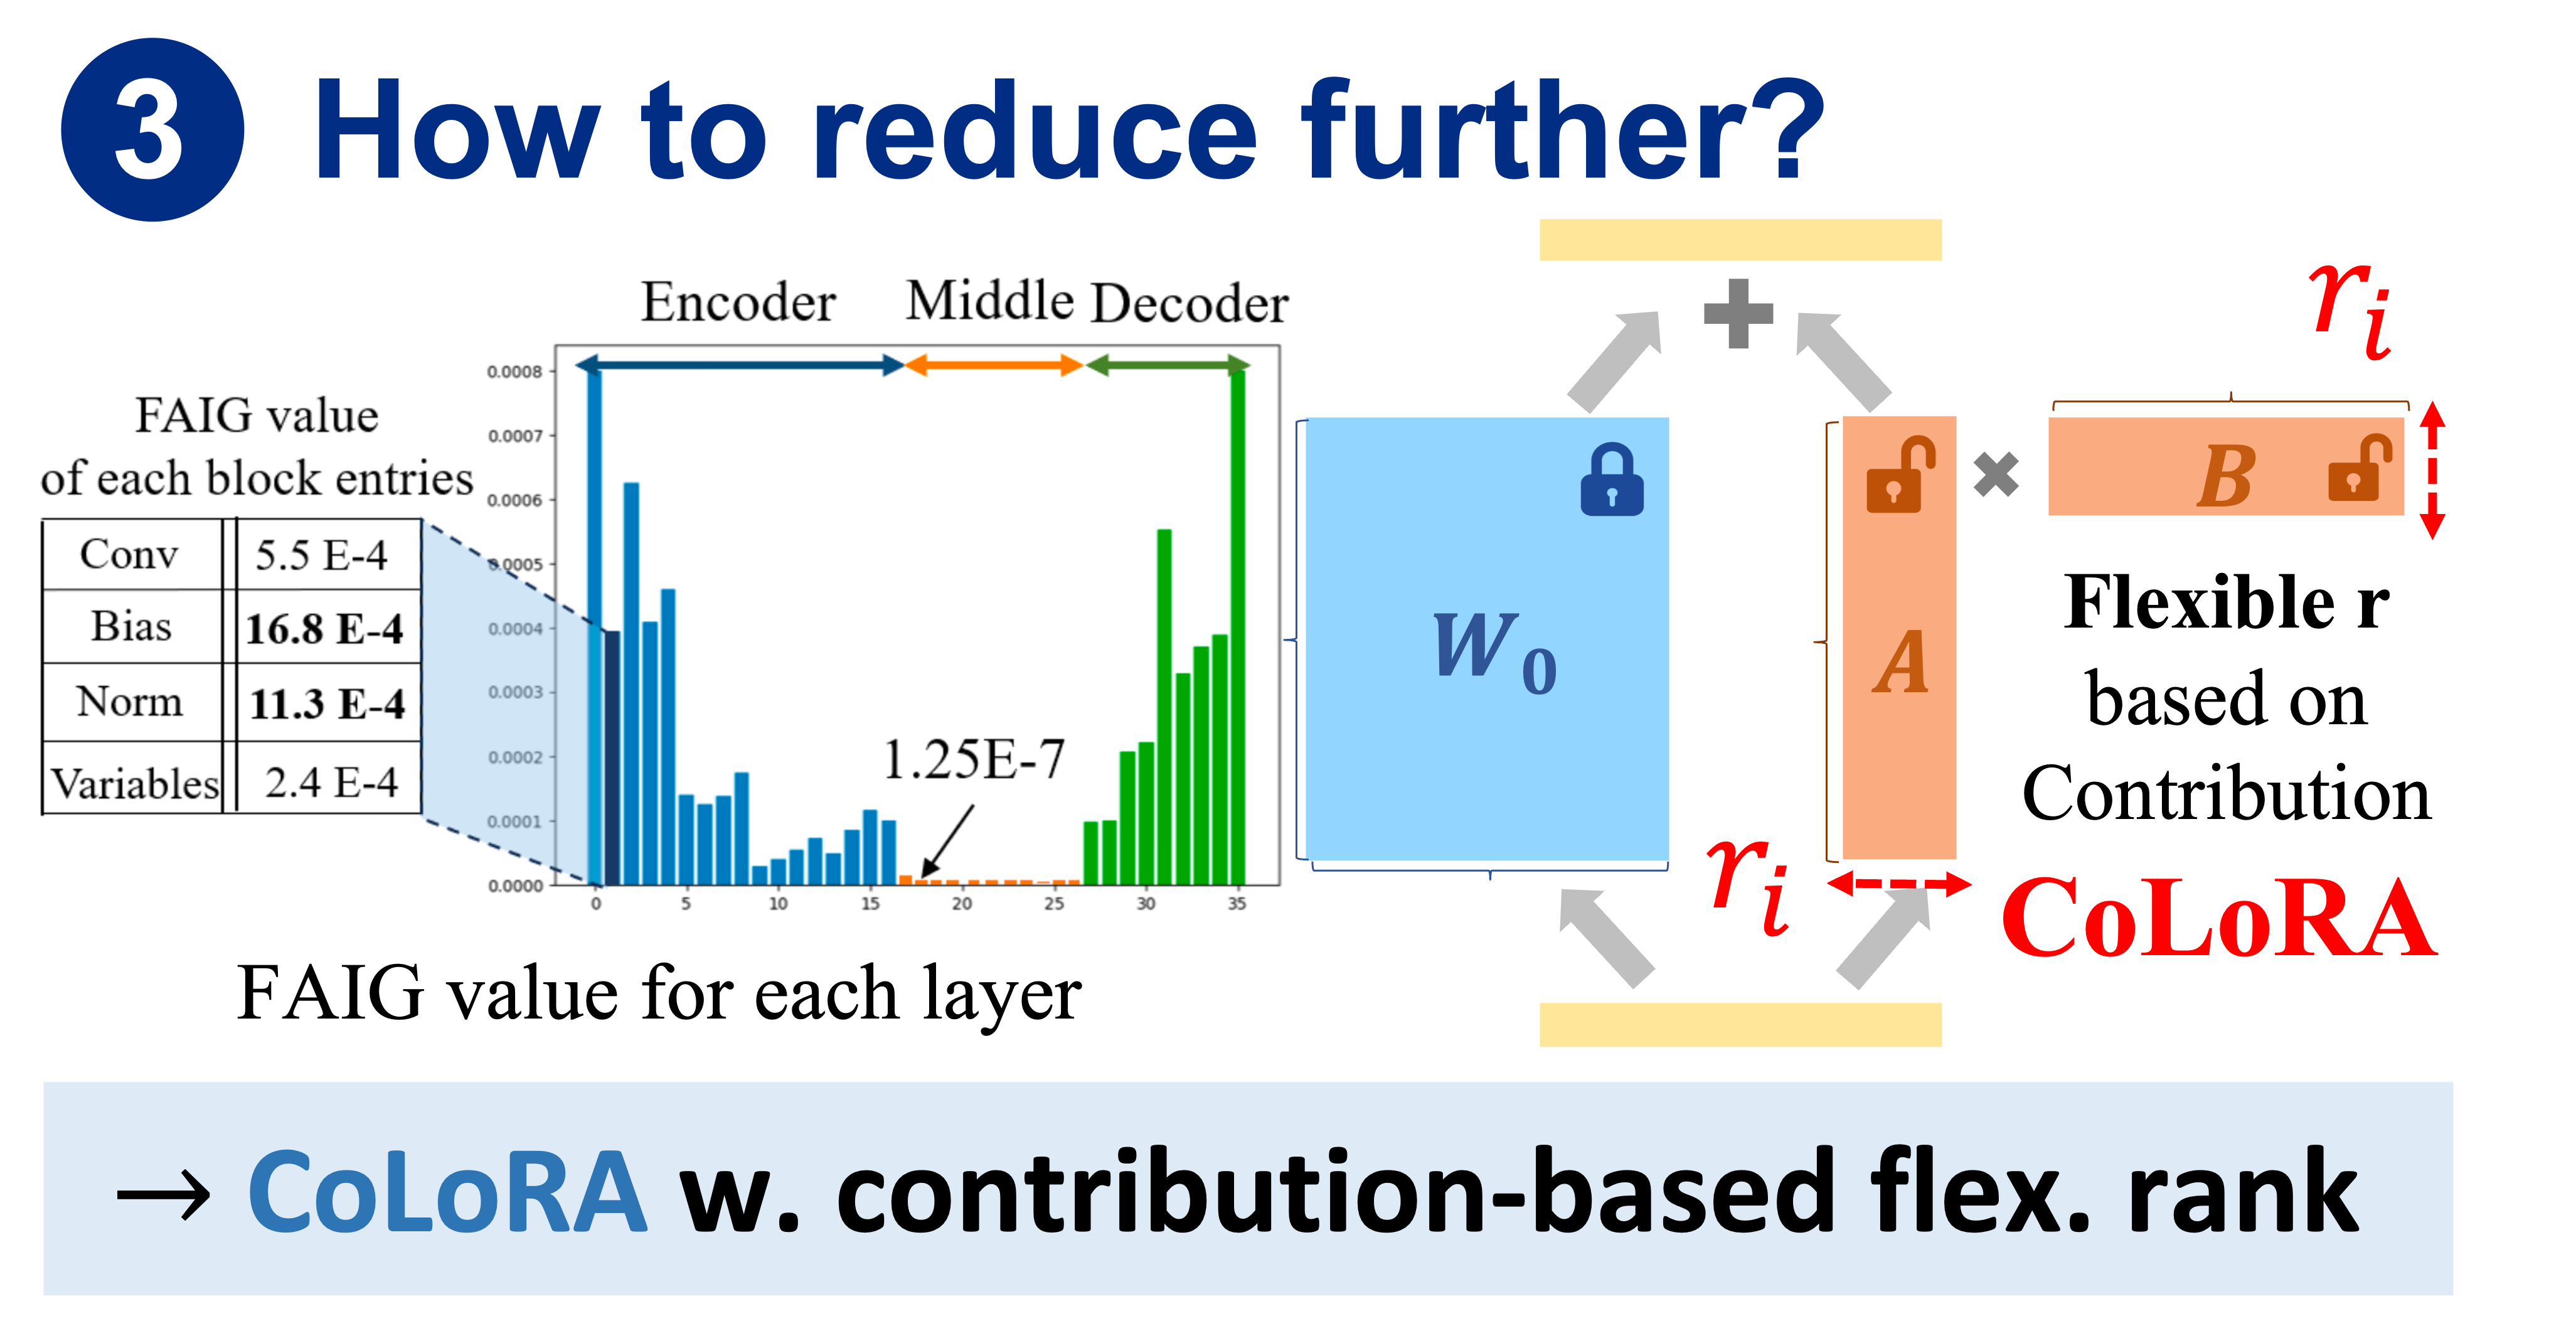 3 How to reduce further?
Encoder Middle Decoder
FAIG value
of each block entries
Conv 5.5 E-4
Bias 16.8 E-4
Norm 11.3 E-4
Variables 2.4 E-4
0.0008
0.0007
0.0006
0.0005
0.0004
0.0003
0.0002
0.0001
0.0000
1.25E-7
0 5 10 15 20 25 30 35
FAIG value for each layer
W₀
A
B
rᵢ
rᵢ
Flexible r
based on
Contribution
CoLoRA
→ CoLoRA w. contribution-based flex. rank